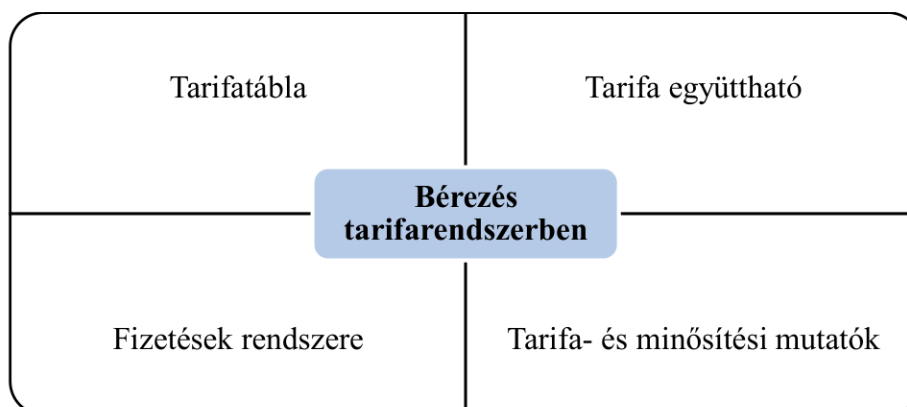 Tarifatábla
Tarifa együttható
Bérezés
tarifarendszerben
Fizetések rendszere
Tarifa- és minősítési mutatók